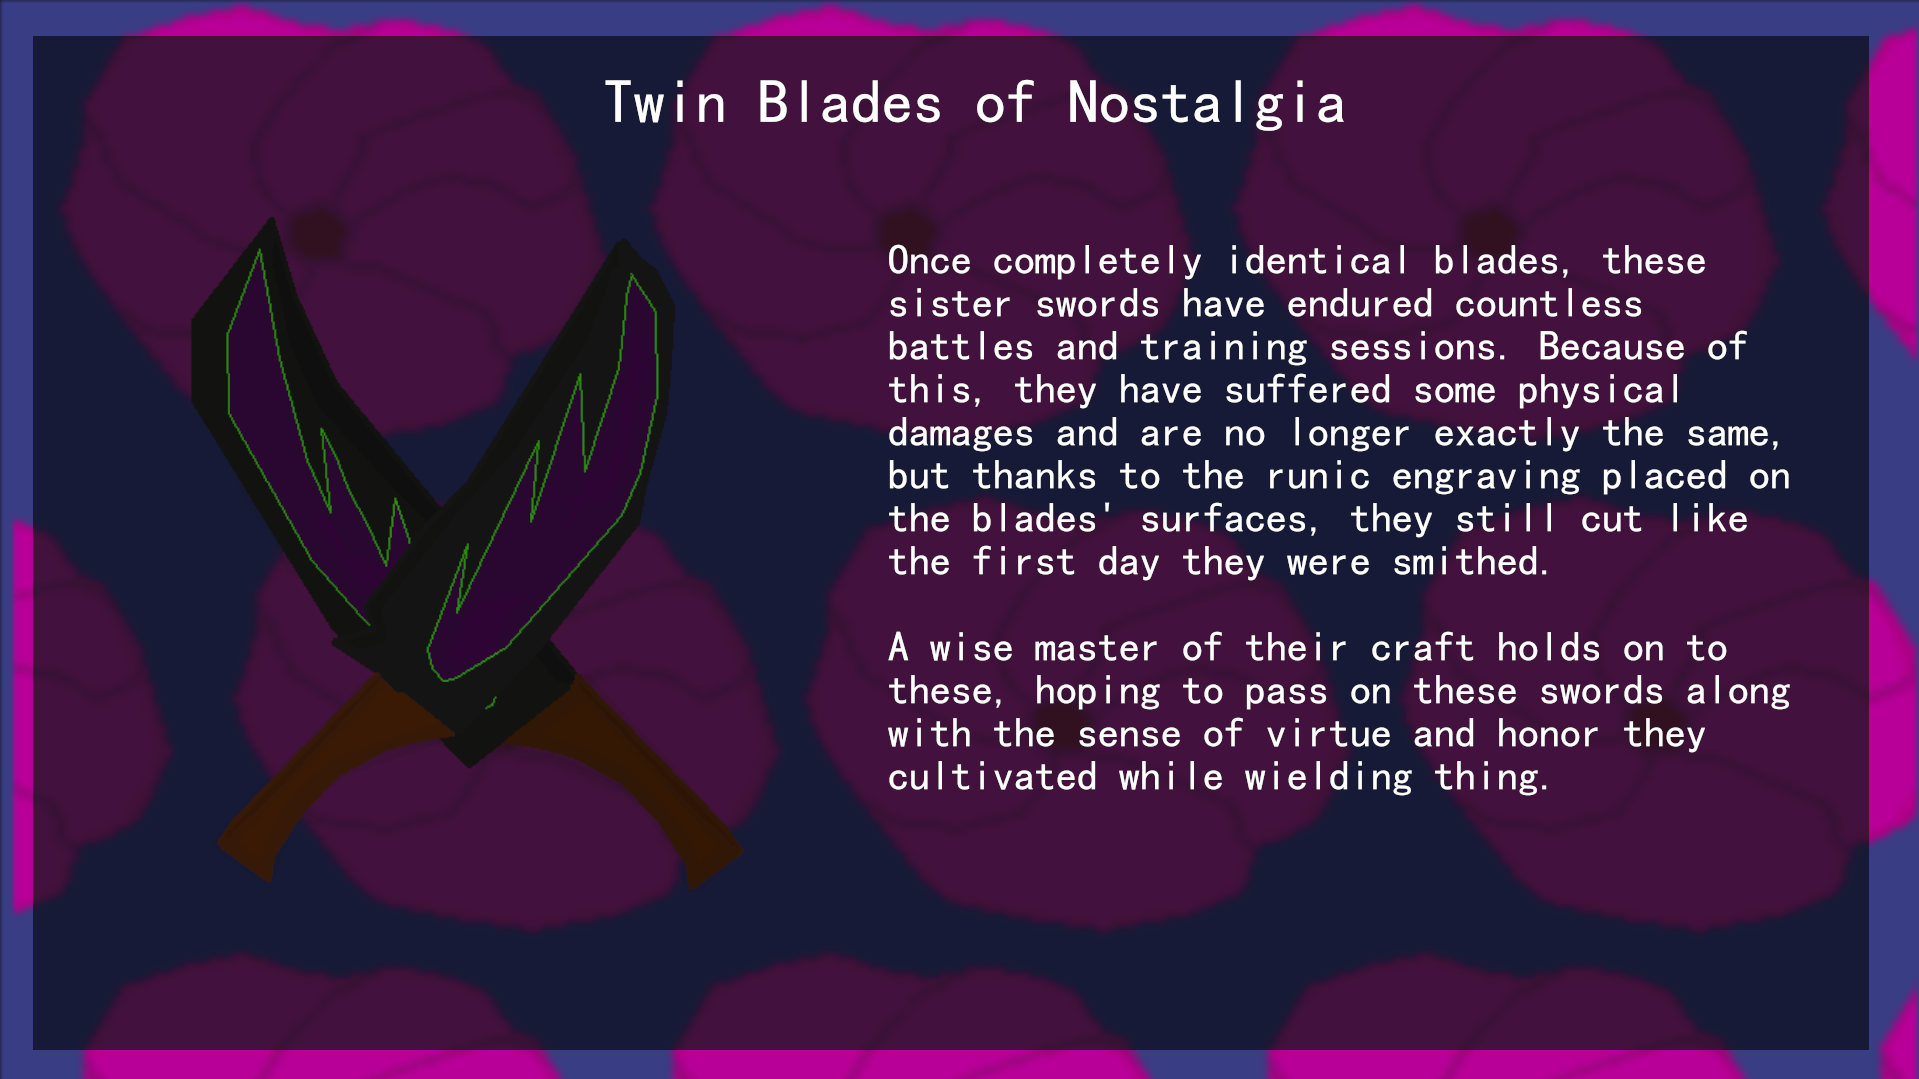 Twin Blades of Nostalgia
Once completely identical blades, these
sister swords have endured countless
battles and training sessions. Because of
this, they have suffered some physical
damages and are no longer exactly the same,
but thanks to the runic engraving placed on
the blades' surfaces, they still cut like
the first day they were smithed.
A wise master of their craft holds on to
these, hoping to pass on these swords along
with the sense of virtue and honor they
cultivated while wielding thing.